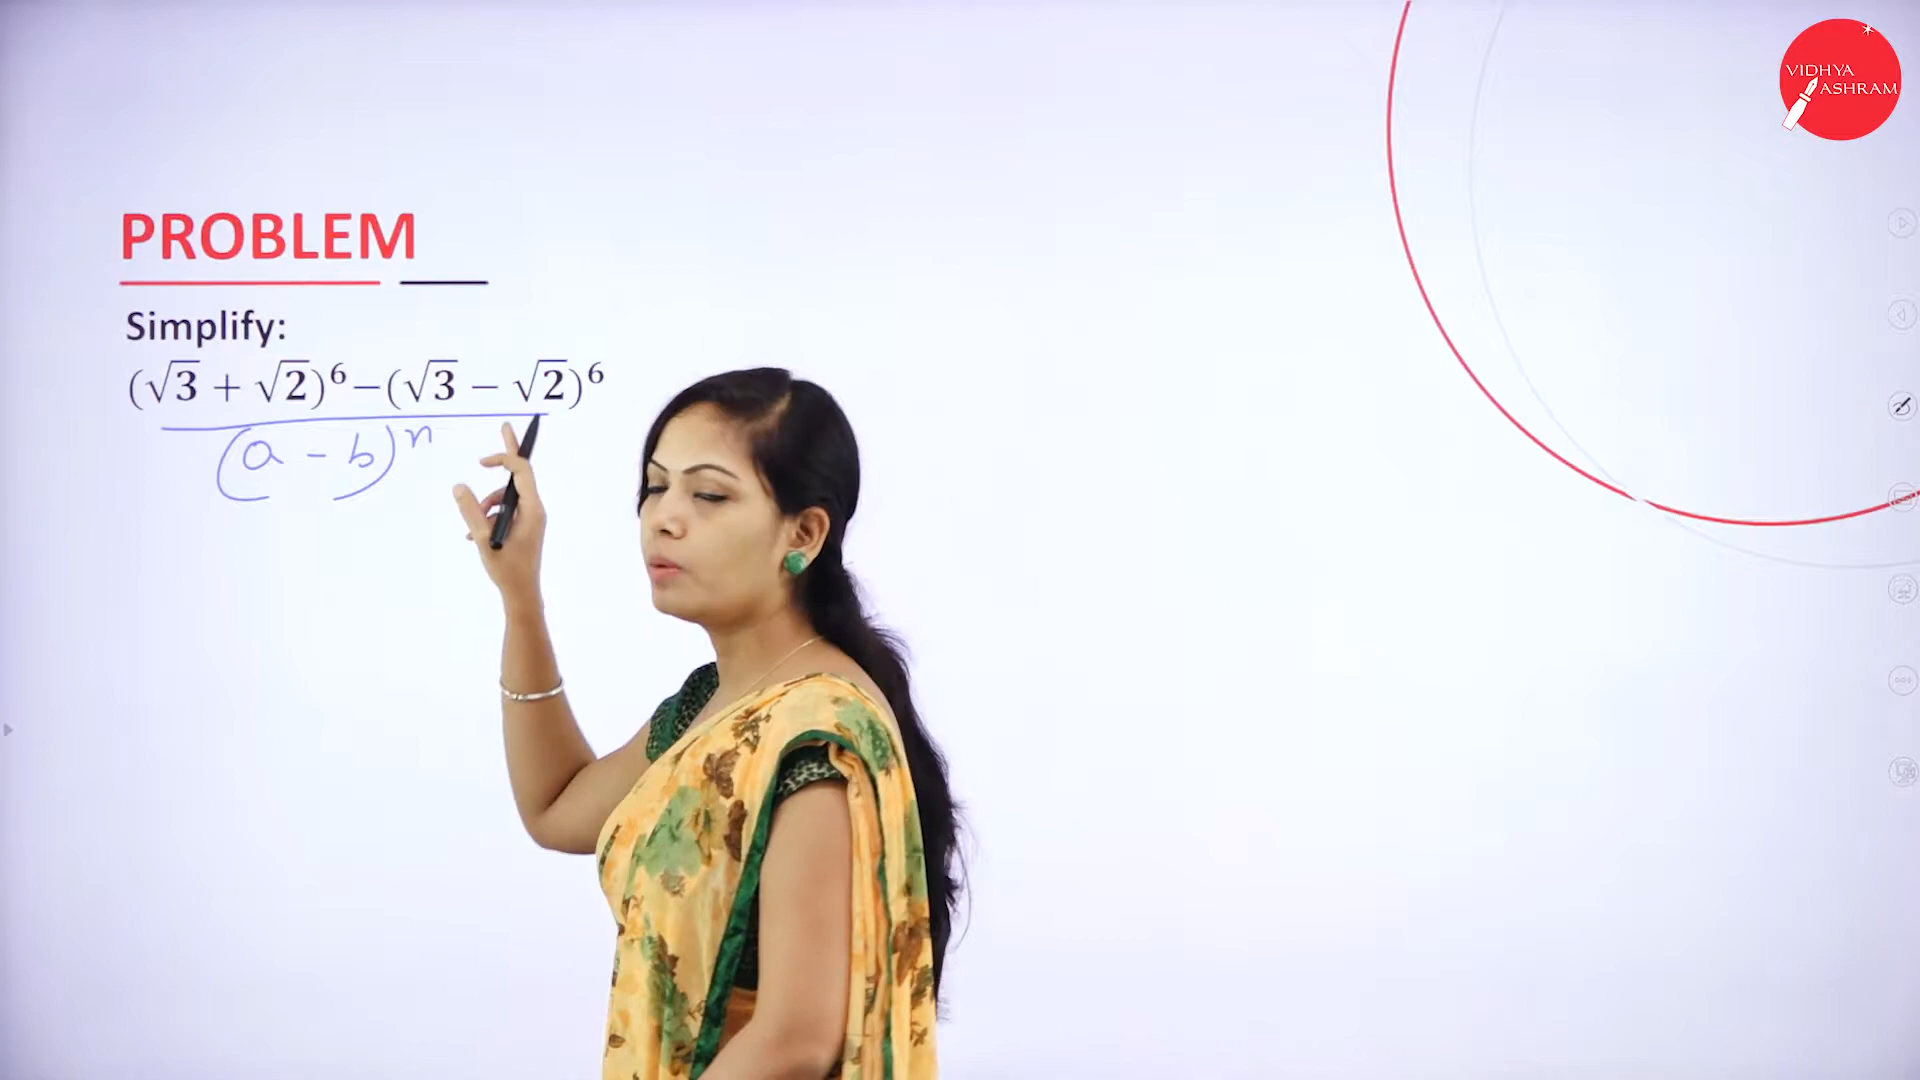 VIDHYA
ASHRAM
PROBLEM
Simplify:
(√3 + √2)⁶−(√3 − √2)⁶
(a - b)ⁿ